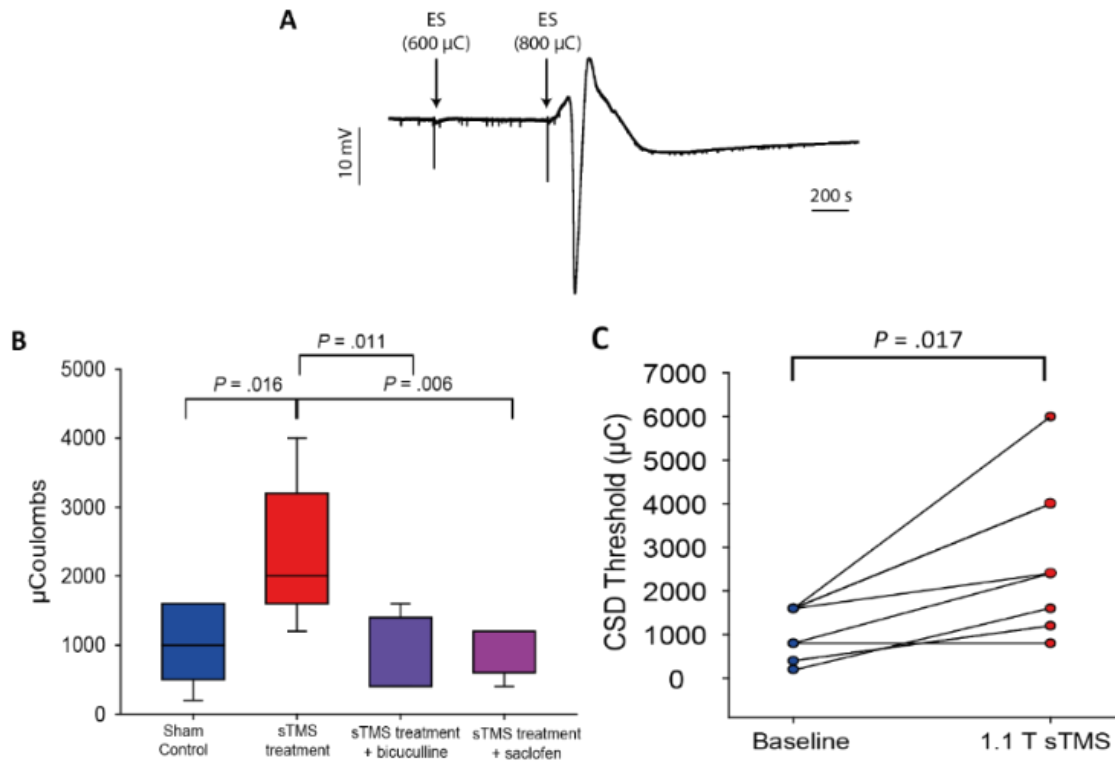 A
ES
(600 µC)
ES
(800 µC)
10 mV
200 s
B
P = .011
P = .016
P = .006
5000
4000
3000
2000
1000
0
µCoulombs
Sham
Control
sTMS
treatment
sTMS treatment
+ bicuculline
sTMS treatment
+ saclofen
C
P = .017
7000
6000
5000
4000
3000
2000
1000
0
CSD Threshold (µC)
Baseline
1.1 T sTMS